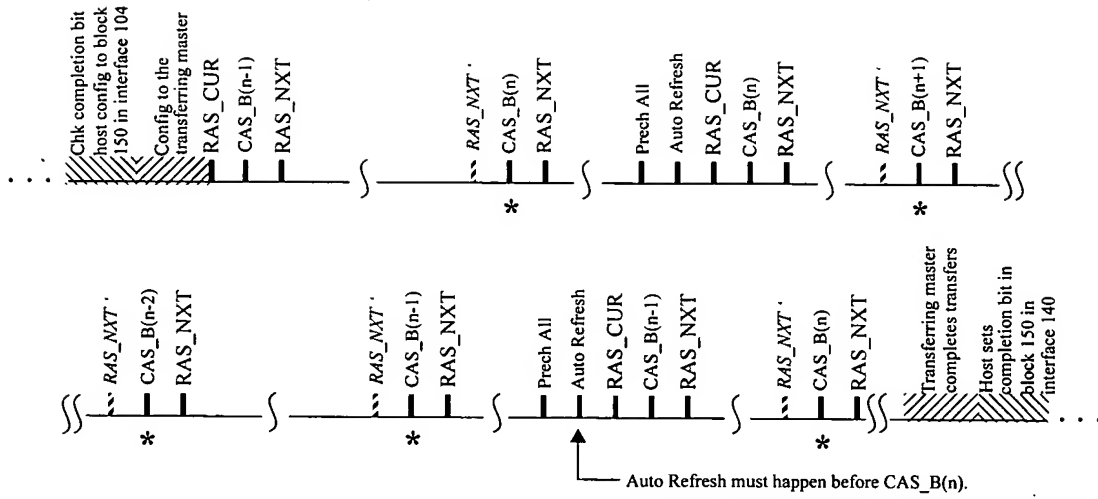 Chk completion bit
host config to block
150 in interface 104
Config to the
transferring master
RAS_CUR
CAS_B(n-1)
RAS_NXT
RAS_NXT '
CAS_B(n)
RAS_NXT
Prech All
Auto Refresh
RAS_CUR
CAS_B(n)
RAS_NXT
RAS_NXT '
CAS_B(n+1)
RAS_NXT
. . .
*
*
RAS_NXT '
CAS_B(n-2)
RAS_NXT
RAS_NXT '
CAS_B(n-1)
RAS_NXT
Prech All
Auto Refresh
RAS_CUR
CAS_B(n-1)
RAS_NXT
RAS_NXT '
CAS_B(n)
RAS_NXT
Transferring master
completes transfers
Host sets
completion bit in
block 150 in
interface 140
. . .
*
*
*
Auto Refresh must happen before CAS_B(n).